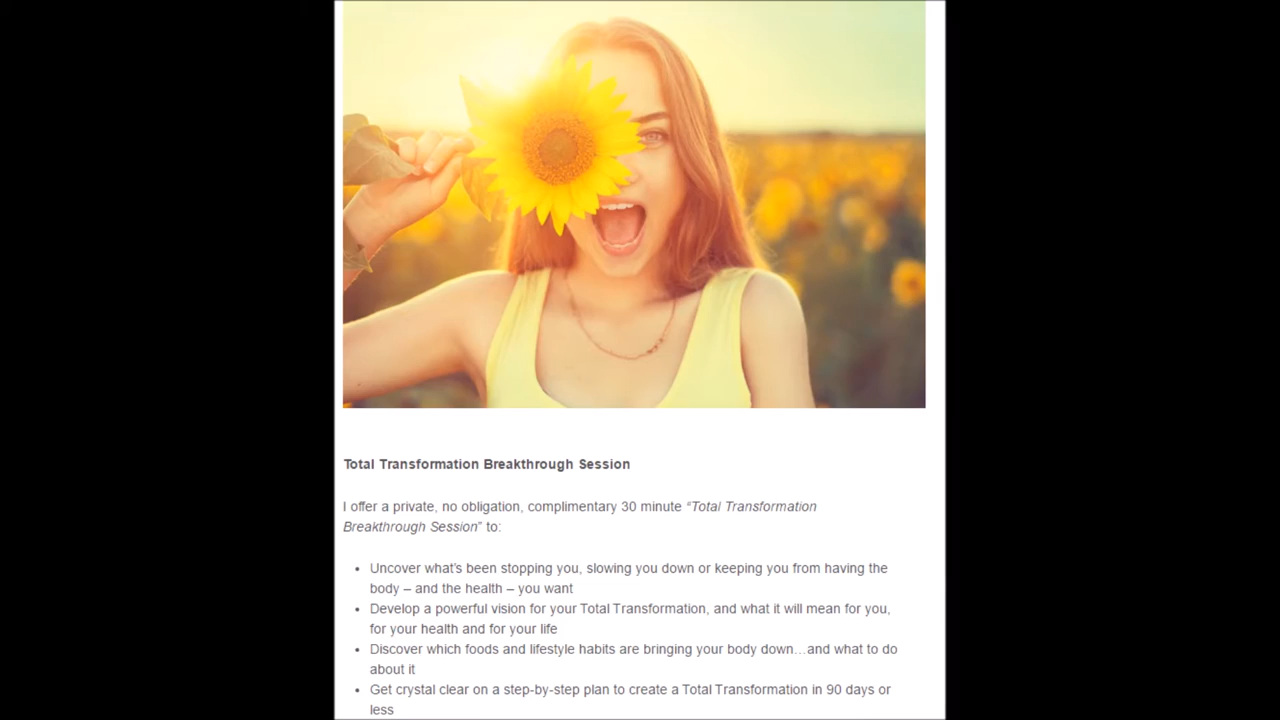 Total Transformation Breakthrough Session
I offer a private, no obligation, complimentary 30 minute “Total Transformation
Breakthrough Session” to:
• Uncover what’s been stopping you, slowing you down or keeping you from having the
body – and the health – you want
• Develop a powerful vision for your Total Transformation, and what it will mean for you,
for your health and for your life
• Discover which foods and lifestyle habits are bringing your body down…and what to do
about it
• Get crystal clear on a step-by-step plan to create a Total Transformation in 90 days or
less